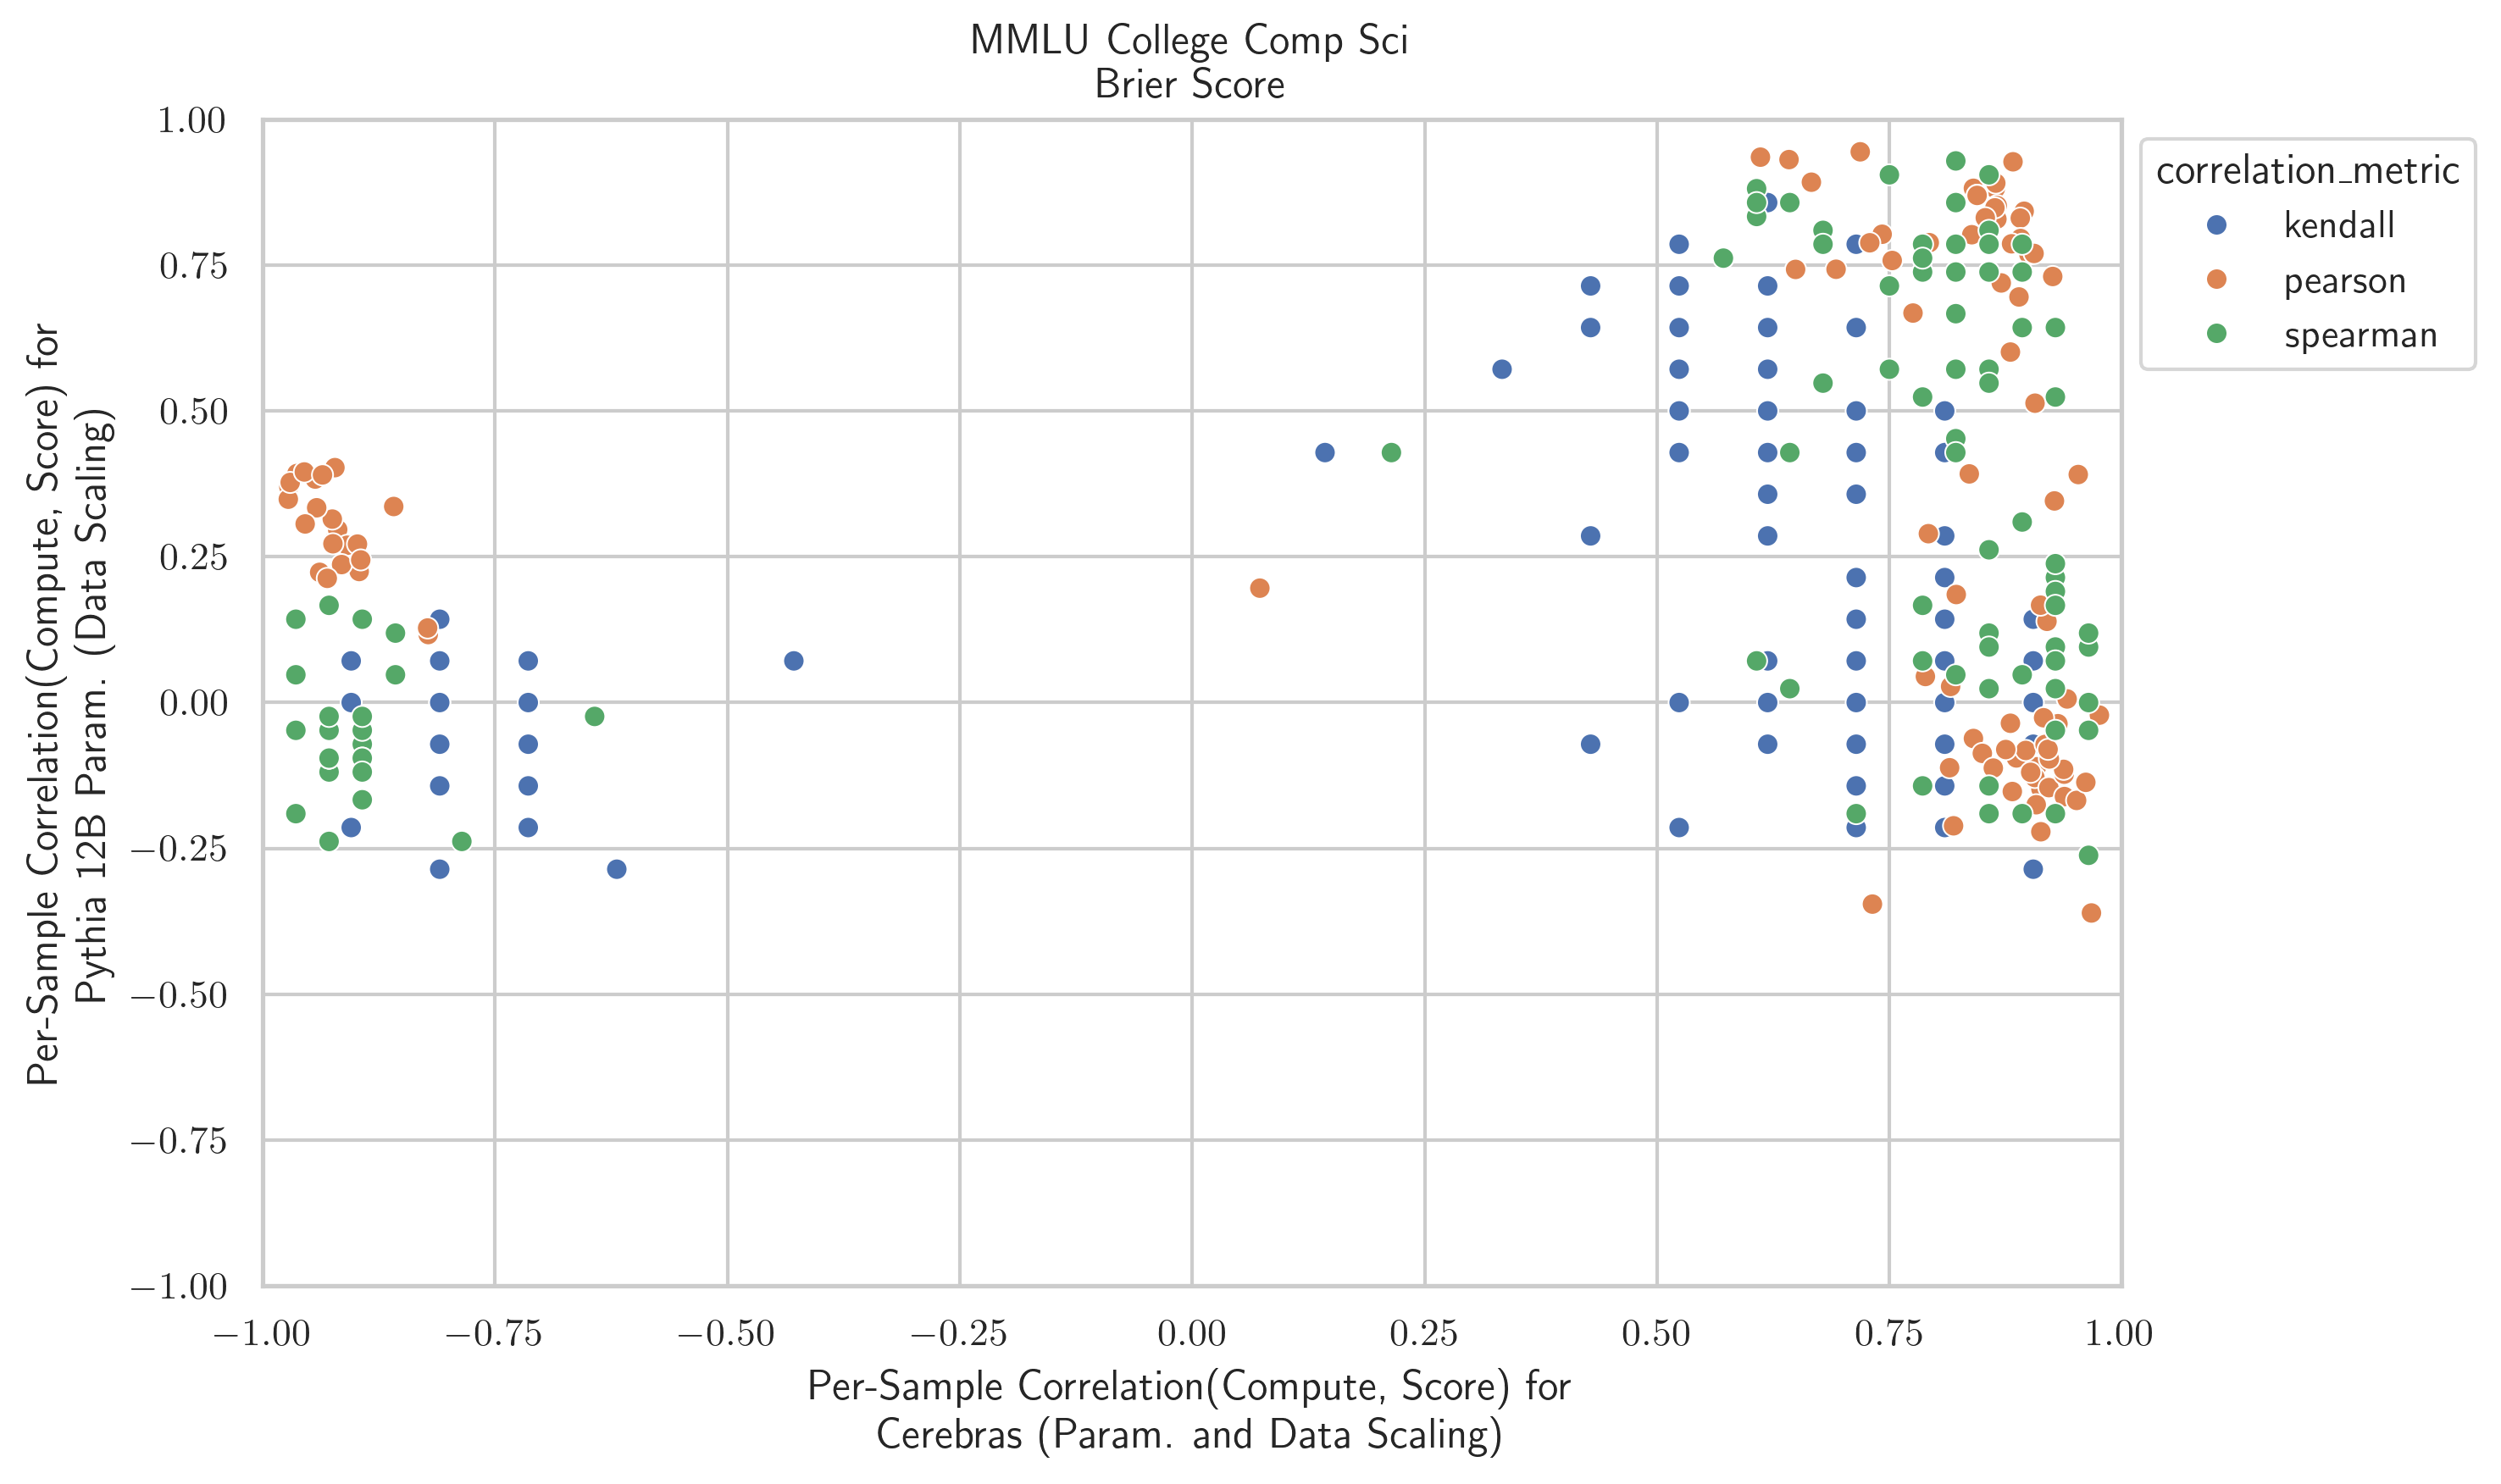 MMLU College Comp Sci
Brier Score
Per-Sample Correlation(Compute, Score) for
Pythia 12B Param. (Data Scaling)
1.00
0.75
0.50
0.25
0.00
−0.25
−0.50
−0.75
−1.00
−1.00 −0.75 −0.50 −0.25 0.00 0.25 0.50 0.75 1.00
Per-Sample Correlation(Compute, Score) for
Cerebras (Param. and Data Scaling)
correlation_metric
kendall
pearson
spearman